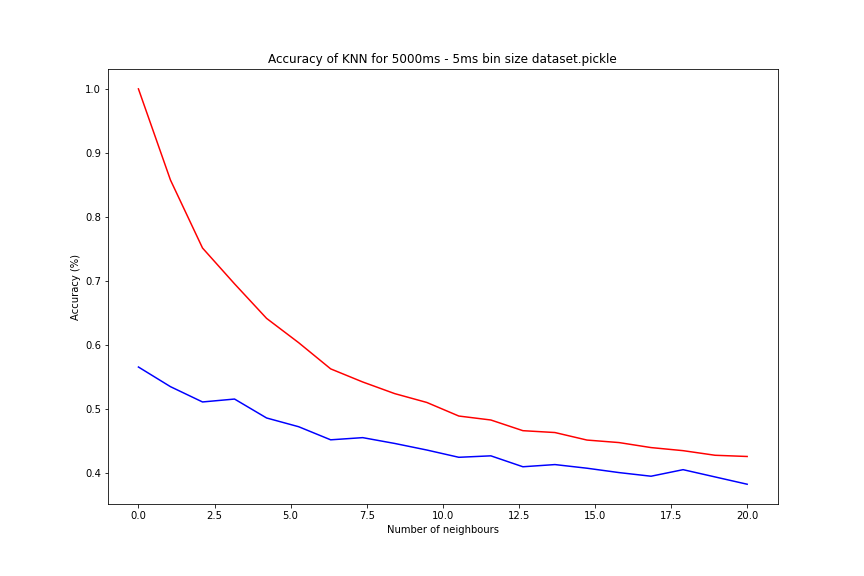 Accuracy of KNN for 5000ms - 5ms bin size dataset.pickle
1.0
0.9
0.8
0.7
0.6
0.5
0.4
Accuracy (%)
0.0 2.5 5.0 7.5 10.0 12.5 15.0 17.5 20.0
Number of neighbours